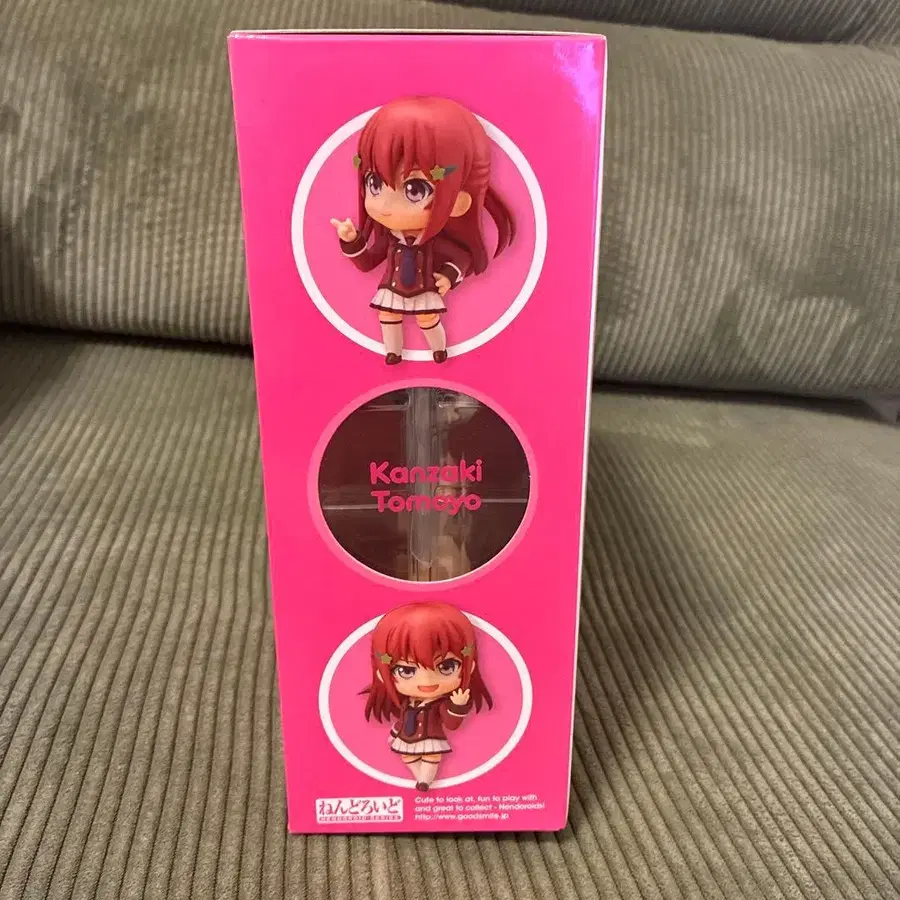 Kanzaki
Tomoyo
ねんどろいど
NENDOROID SERIES
Cute to look at, fun to play with
and great to collect - Nendoroids!
http://www.goodsmile.jp